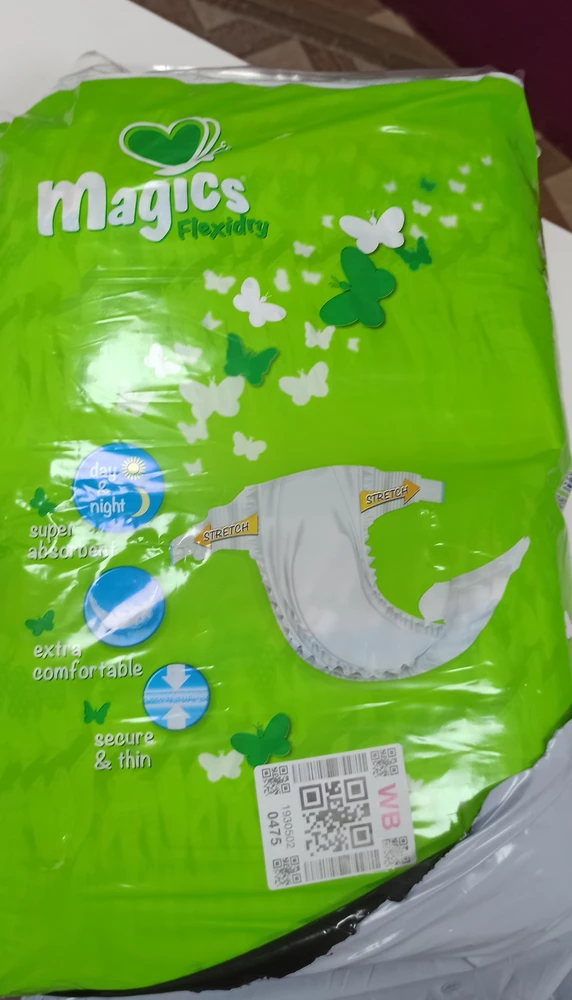 magics
Flexidry
day
&
night
super
absorbent
STRETCH
STRETCH
extra
comfortable
secure
& thin
WB
1930502
0475